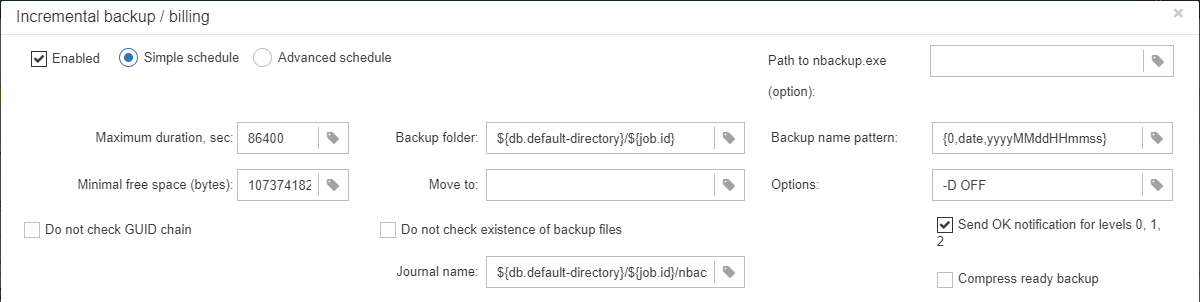 Incremental backup / billing ×
Enabled Simple schedule Advanced schedule Path to nbackup.exe
(option):
Maximum duration, sec: 86400 Backup folder: ${db.default-directory}/${job.id} Backup name pattern: {0,date,yyyyMMddHHmmss}
Minimal free space (bytes): 107374182 Move to: Options: -D OFF
Do not check GUID chain Do not check existence of backup files Send OK notification for levels 0, 1,
2
Journal name: ${db.default-directory}/${job.id}/nbac Compress ready backup